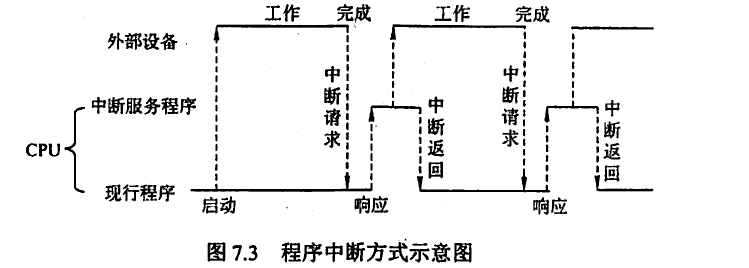 工作 完成 工作 完成
外部设备
中断请求
中断请求
中断服务程序
中断返回
中断返回
CPU
现行程序
启动 响应 响应
图 7.3 程序中断方式示意图